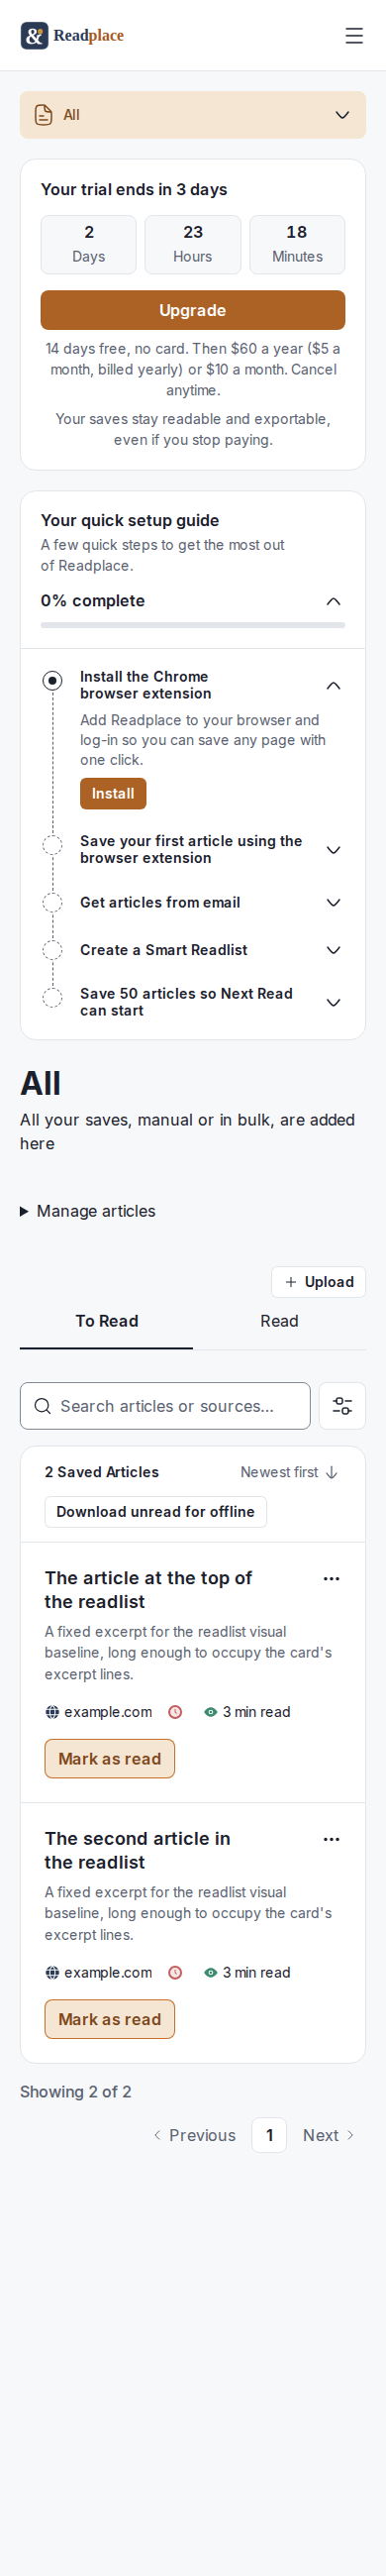 Readplace
All
Your trial ends in 3 days
2
Days
23
Hours
18
Minutes
Upgrade
14 days free, no card. Then $60 a year ($5 a
month, billed yearly) or $10 a month. Cancel
anytime.
Your saves stay readable and exportable,
even if you stop paying.
Your quick setup guide
A few quick steps to get the most out
of Readplace.
0% complete
Install the Chrome
browser extension
Add Readplace to your browser and
log-in so you can save any page with
one click.
Install
Save your first article using the
browser extension
Get articles from email
Create a Smart Readlist
Save 50 articles so Next Read
can start
All
All your saves, manual or in bulk, are added
here
Manage articles
Upload
To Read
Read
Search articles or sources...
2 Saved Articles
Newest first
Download unread for offline
The article at the top of
the readlist
A fixed excerpt for the readlist visual
baseline, long enough to occupy the card's
excerpt lines.
example.com
3 min read
Mark as read
The second article in
the readlist
A fixed excerpt for the readlist visual
baseline, long enough to occupy the card's
excerpt lines.
example.com
3 min read
Mark as read
Showing 2 of 2
Previous
1
Next